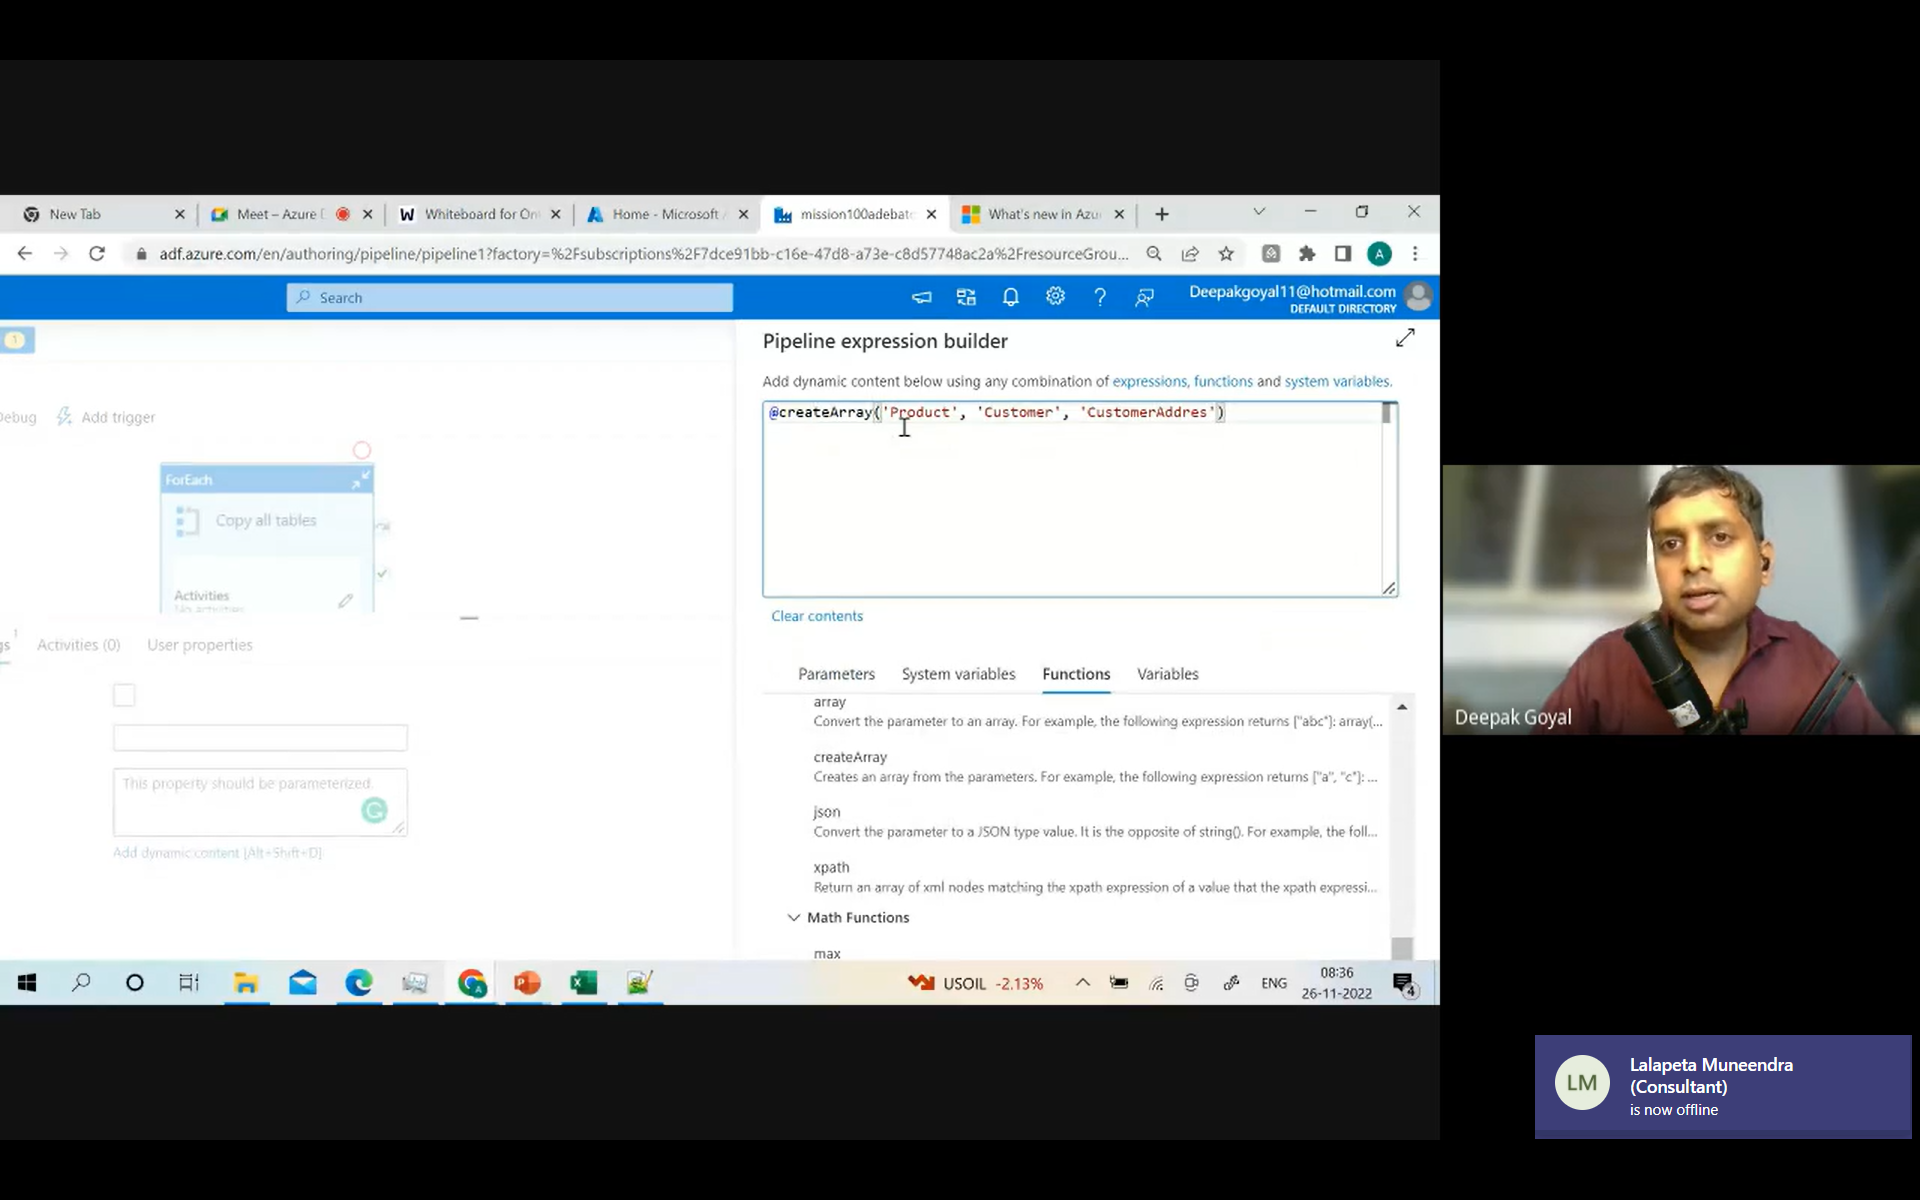 New Tab
Meet – Azure D
Whiteboard for On
Home - Microsoft A
mission100adebatc
What's new in Azu
adf.azure.com/en/authoring/pipeline/pipeline1?factory=%2Fsubscriptions%2F7dce91bb-c16e-47d8-a73e-c8d57748ac2a%2FresourceGrou...
A
Search
Deepakgoyal11@hotmail.com
DEFAULT DIRECTORY
1
Pipeline expression builder
Add dynamic content below using any combination of expressions, functions and system variables.
@createArray('Product', 'Customer', 'CustomerAddres')
Debug
Add trigger
ForEach
Copy all tables
Activities
No activities
Clear contents
gs 1
Activities (0)
User properties
Parameters
System variables
Functions
Variables
array
Convert the parameter to an array. For example, the following expression returns ["abc"]: array(...
createArray
Creates an array from the parameters. For example, the following expression returns ["a", "c"]: ...
This property should be parameterized.
json
Convert the parameter to a JSON type value. It is the opposite of string(). For example, the foll...
Add dynamic content [Alt+Shift+D]
xpath
Return an array of xml nodes matching the xpath expression of a value that the xpath expressi...
Math Functions
max
USOIL -2.13%
ENG
08:36
26-11-2022
4
Deepak Goyal
LM
Lalapeta Muneendra
(Consultant)
is now offline